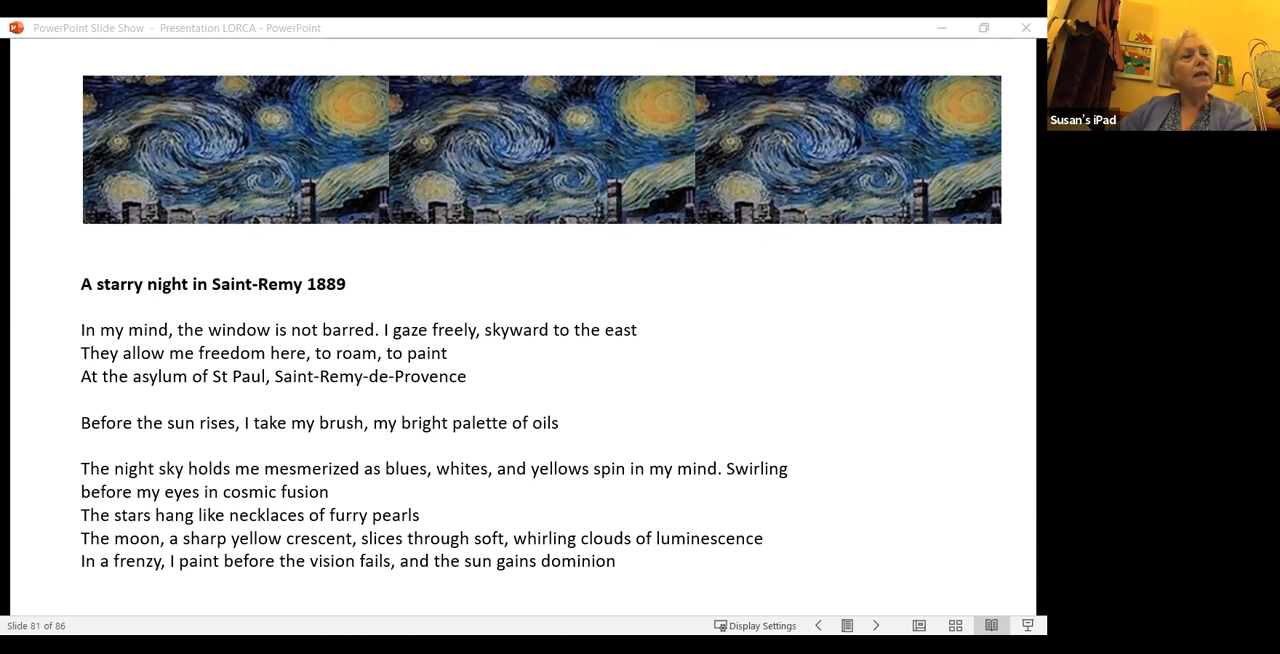 PowerPoint Slide Show - Presentation LORCA - PowerPoint
Susan's iPad
A starry night in Saint-Remy 1889
In my mind, the window is not barred. I gaze freely, skyward to the east
They allow me freedom here, to roam, to paint
At the asylum of St Paul, Saint-Remy-de-Provence
Before the sun rises, I take my brush, my bright palette of oils
The night sky holds me mesmerized as blues, whites, and yellows spin in my mind. Swirling
before my eyes in cosmic fusion
The stars hang like necklaces of furry pearls
The moon, a sharp yellow crescent, slices through soft, whirling clouds of luminescence
In a frenzy, I paint before the vision fails, and the sun gains dominion
Slide 81 of 86
Display Settings